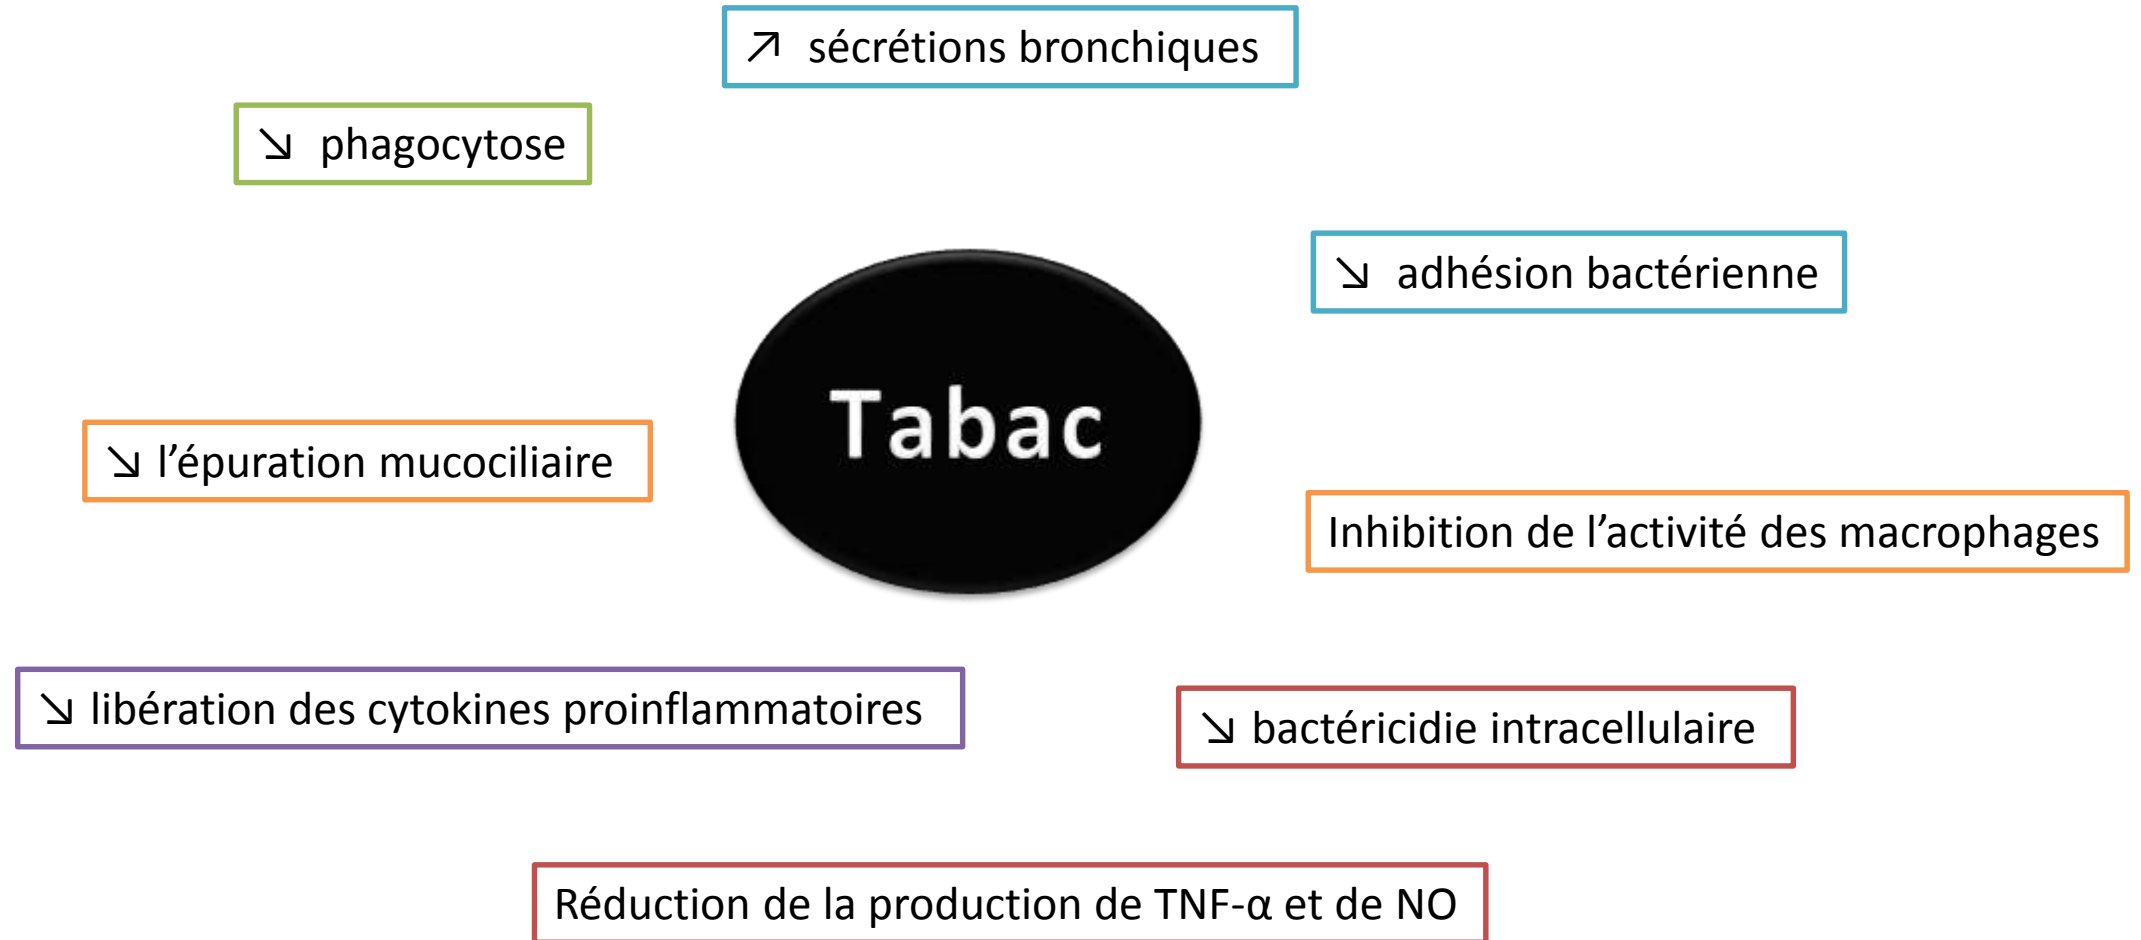 ↗ sécrétions bronchiques
↘ phagocytose
↘ adhésion bactérienne
Tabac
↘ l’épuration mucociliaire
Inhibition de l’activité des macrophages
↘ libération des cytokines proinflammatoires
↘ bactéricidie intracellulaire
Réduction de la production de TNF-α et de NO